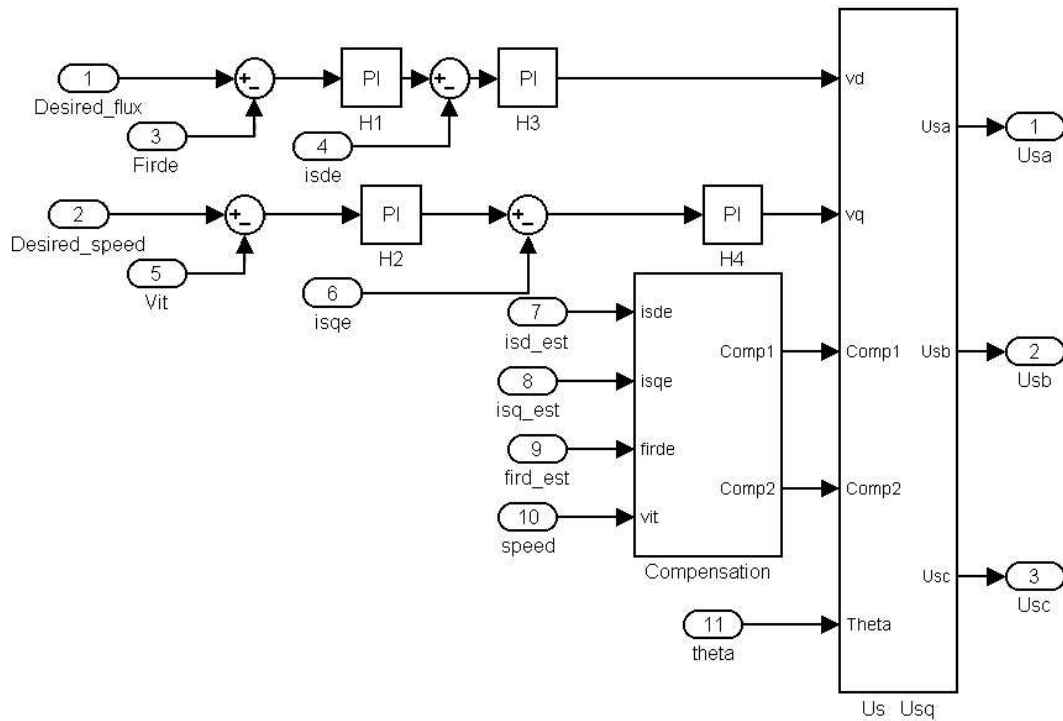 1
Desired_flux
+
-
PI
H1
+
-
PI
H3
vd
3
Firde
4
isde
Usa
1
Usa
2
Desired_speed
+
-
PI
H2
+
-
PI
H4
vq
5
Vit
6
isqe
7
isd_est
isde
Comp1
Comp1
Usb
2
Usb
8
isq_est
isqe
9
fird_est
firde
Comp2
Comp2
10
speed
vit
Compensation
Usc
3
Usc
11
theta
Theta
Us Usq